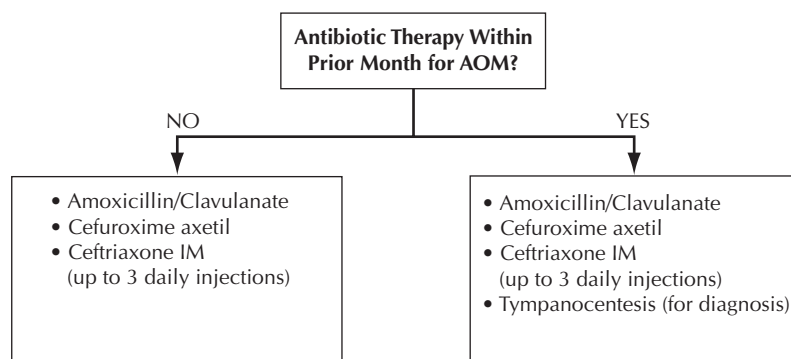 Antibiotic Therapy Within
Prior Month for AOM?
NO
YES
• Amoxicillin/Clavulanate
• Cefuroxime axetil
• Ceftriaxone IM
(up to 3 daily injections)
• Amoxicillin/Clavulanate
• Cefuroxime axetil
• Ceftriaxone IM
(up to 3 daily injections)
• Tympanocentesis (for diagnosis)